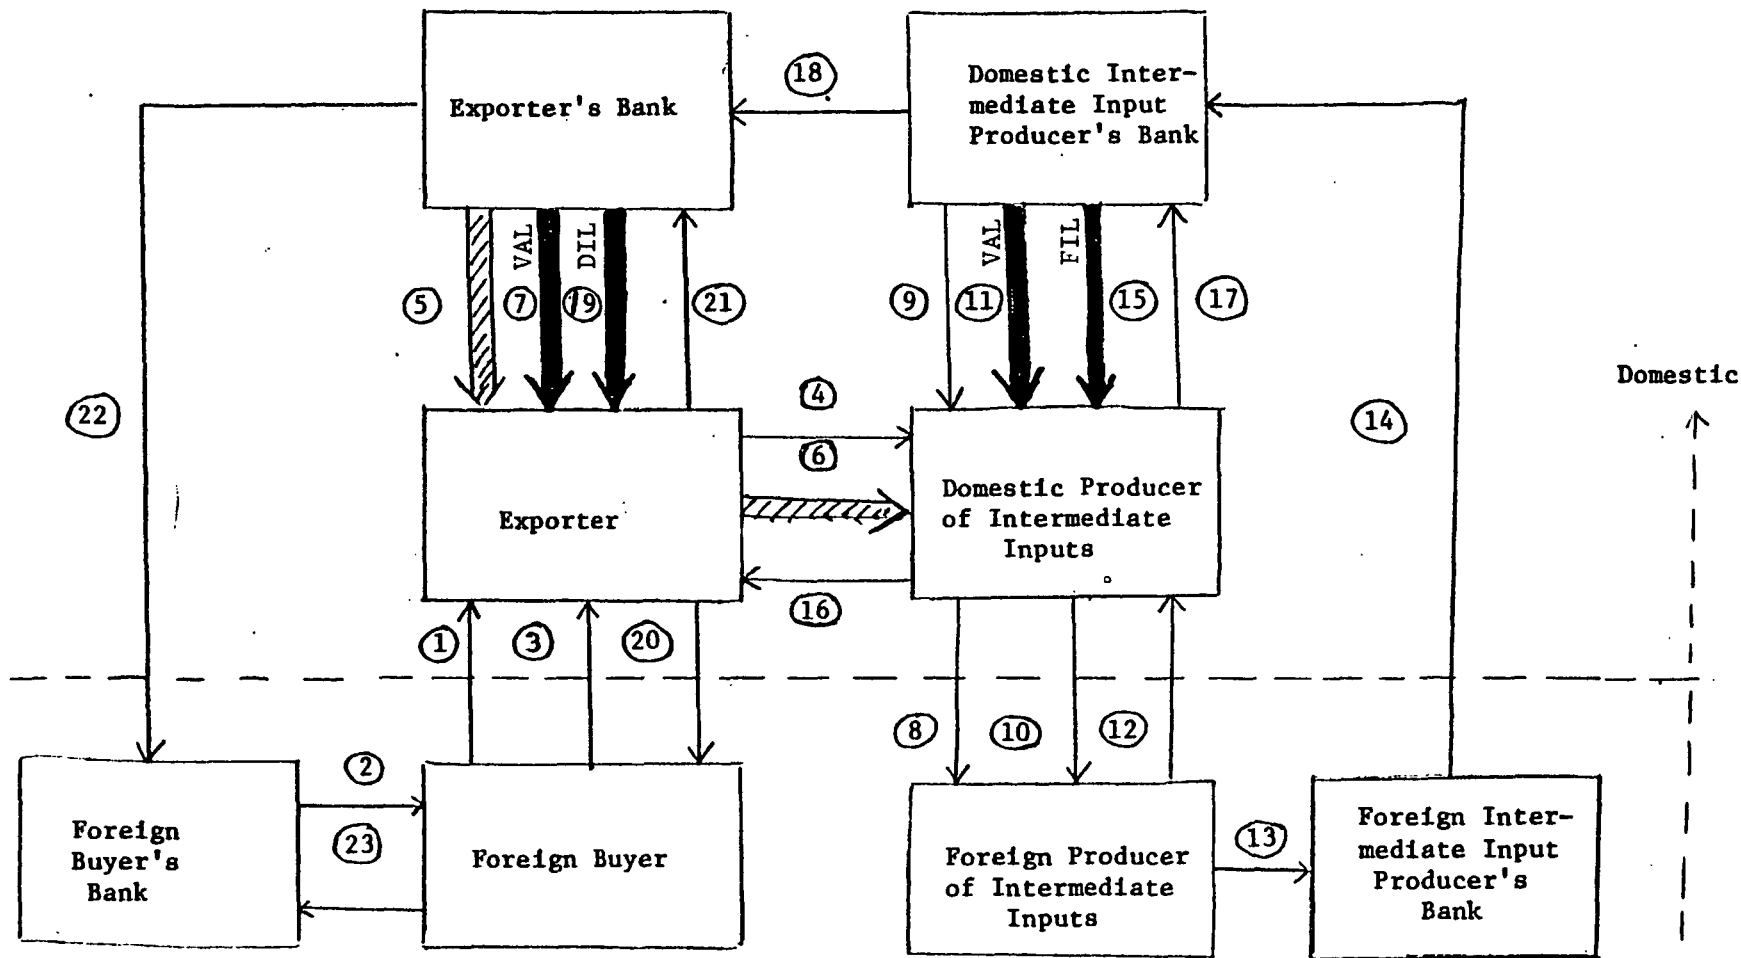 18
Exporter's Bank
Domestic Inter-
mediate Input
Producer's Bank
VAL
DIL
VAL
FIL
5
7
19
21
9
11
15
17
Domestic
22
4
14
6
Exporter
Domestic Producer
of Intermediate
Inputs
16
1
3
20
8
10
12
2
23
13
Foreign
Buyer's
Bank
Foreign Buyer
Foreign Producer
of Intermediate
Inputs
Foreign Inter-
mediate Input
Producer's
Bank